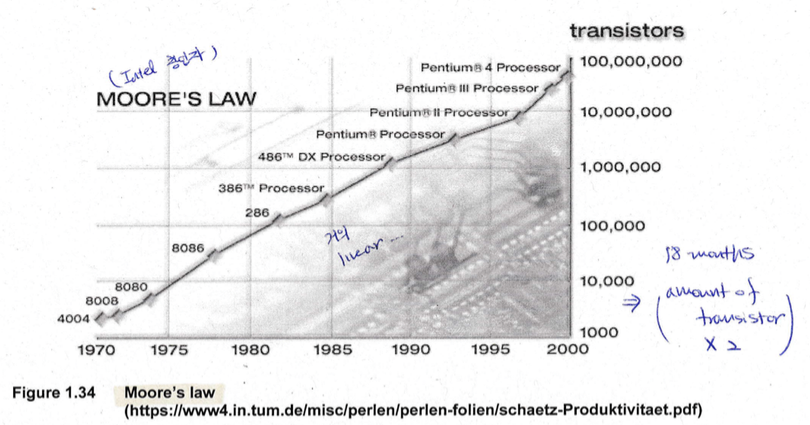 transistors
(Intel 창업자)
MOORE'S LAW
100,000,000
10,000,000
1,000,000
100,000
10,000
1000
Pentium® 4 Processor
Pentium® III Processor
Pentium® II Processor
Pentium® Processor
486™ DX Processor
386™ Processor
286
8086
8080
8008
4004
거의
linear ...
18 months
⇒ (amount of
transistor
X 2)
1970 1975 1980 1985 1990 1995 2000
Figure 1.34 Moore's law
(https://www4.in.tum.de/misc/perlen/perlen-folien/schaetz-Produktivitaet.pdf)